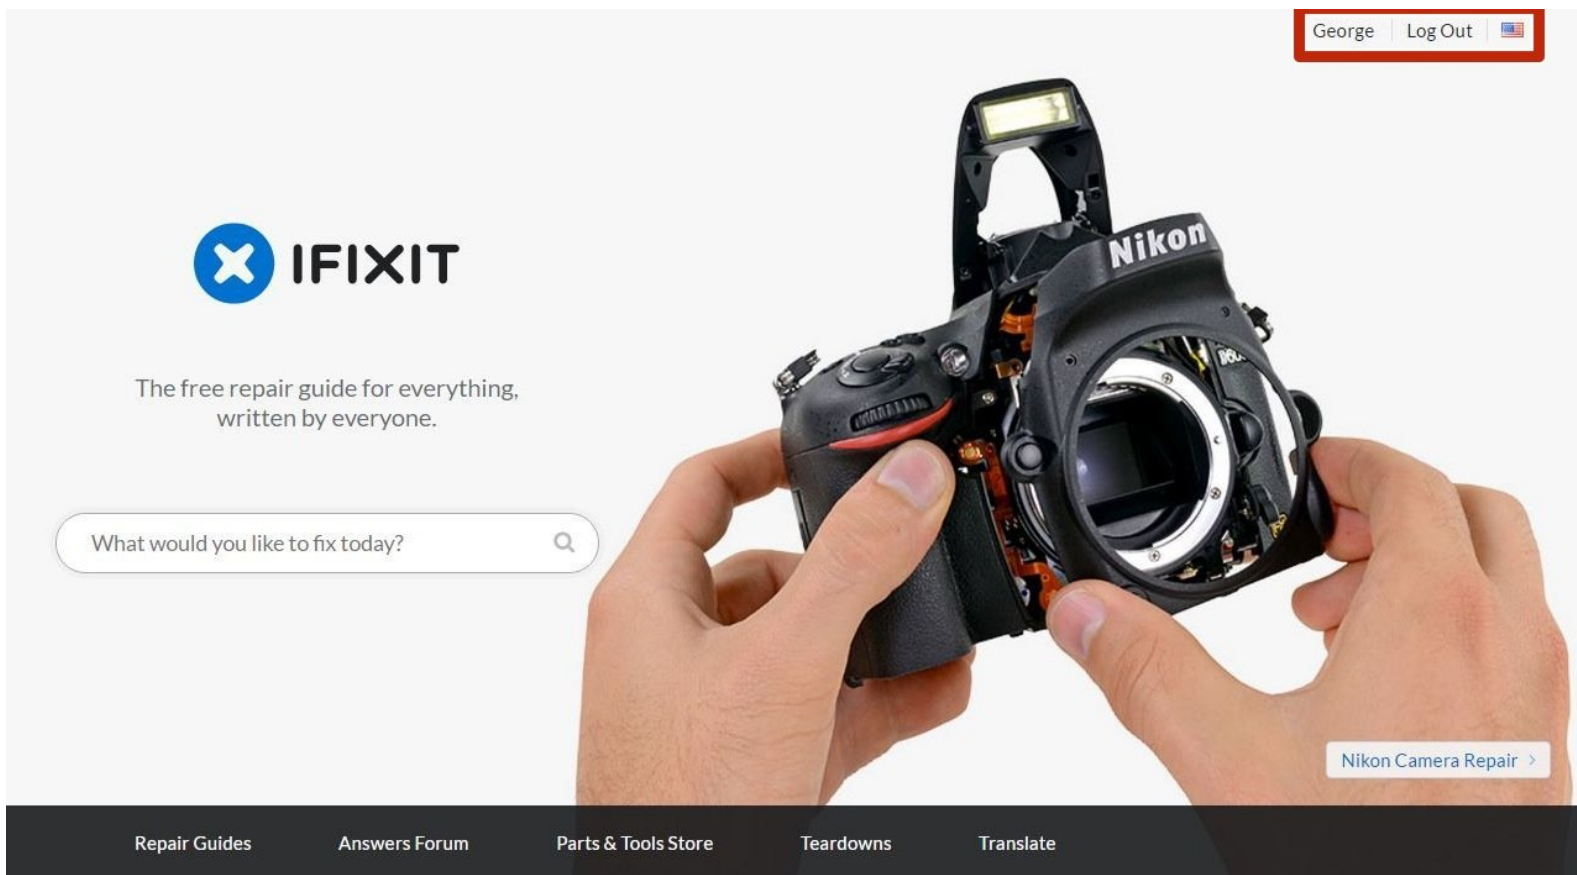 George
Log Out
IFIXIT
Nikon
The free repair guide for everything,
written by everyone.
What would you like to fix today?
Nikon Camera Repair
Repair Guides
Answers Forum
Parts & Tools Store
Teardowns
Translate